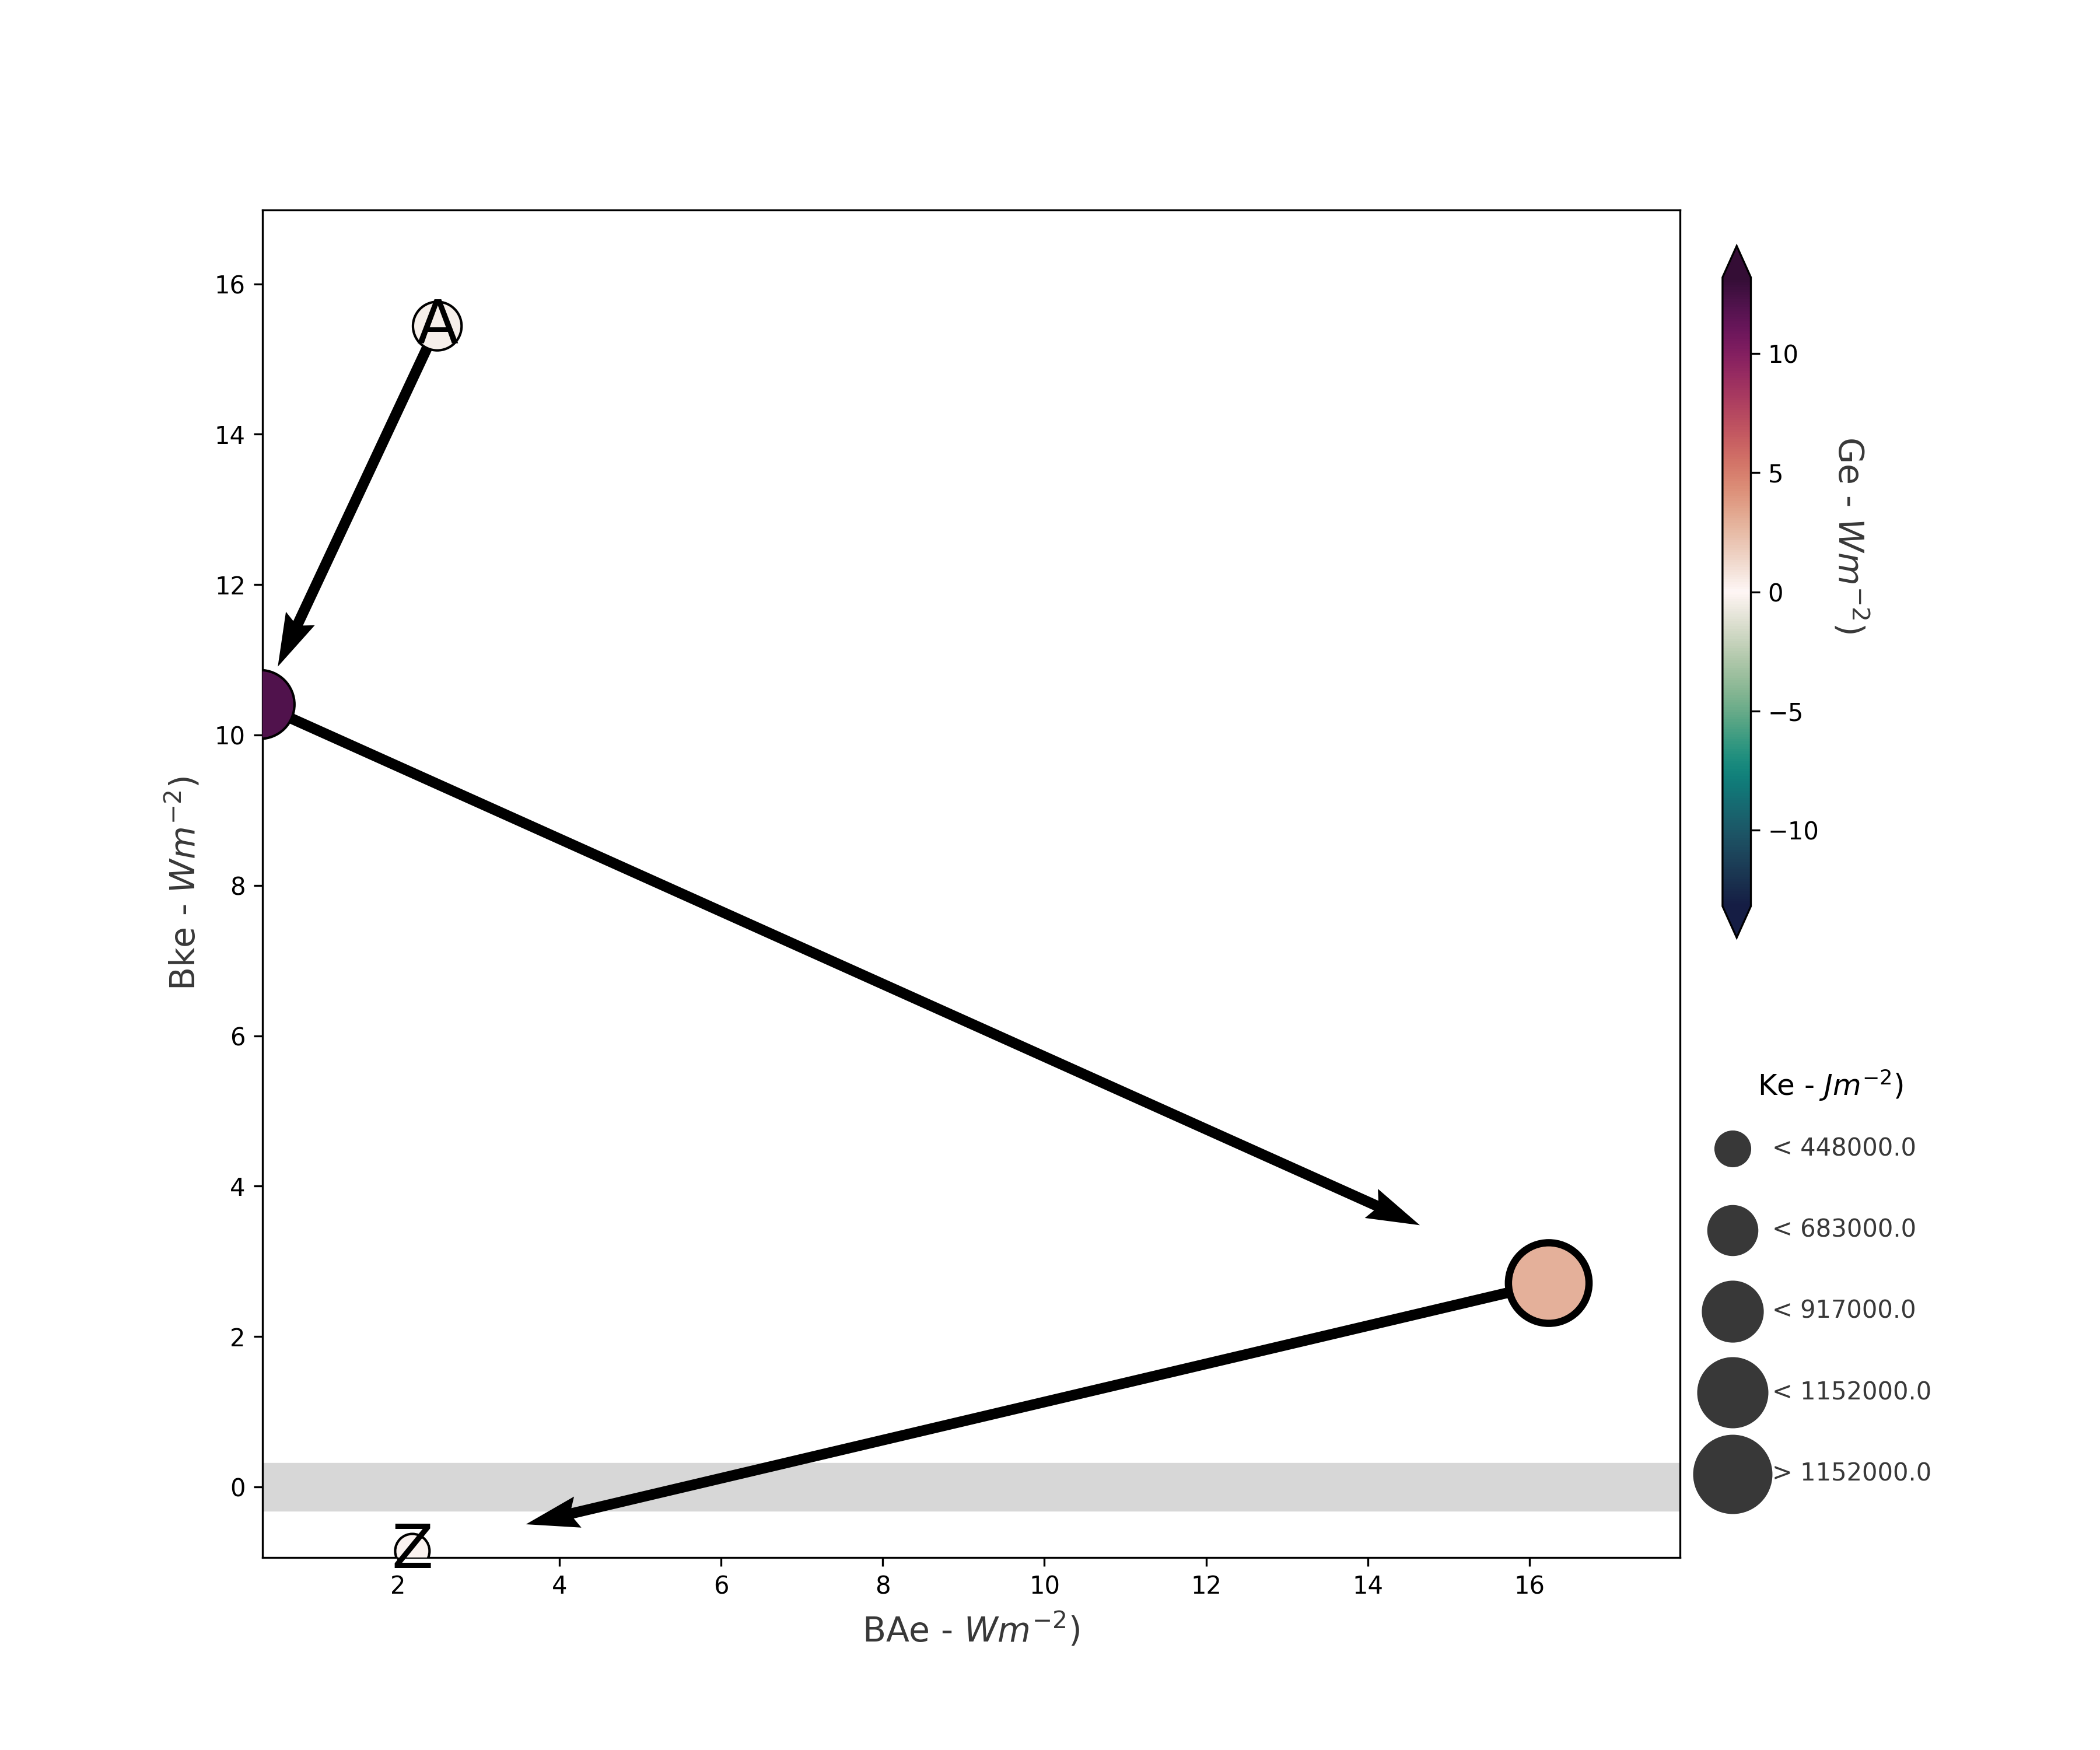 A
Z
16
14
12
10
8
6
4
2
0
Bke - Wm⁻²)
2 4 6 8 10 12 14 16
BAe - Wm⁻²)
10
5
0
−5
−10
Ge - Wm⁻²)
Ke - Jm⁻²)
< 448000.0
< 683000.0
< 917000.0
< 1152000.0
> 1152000.0